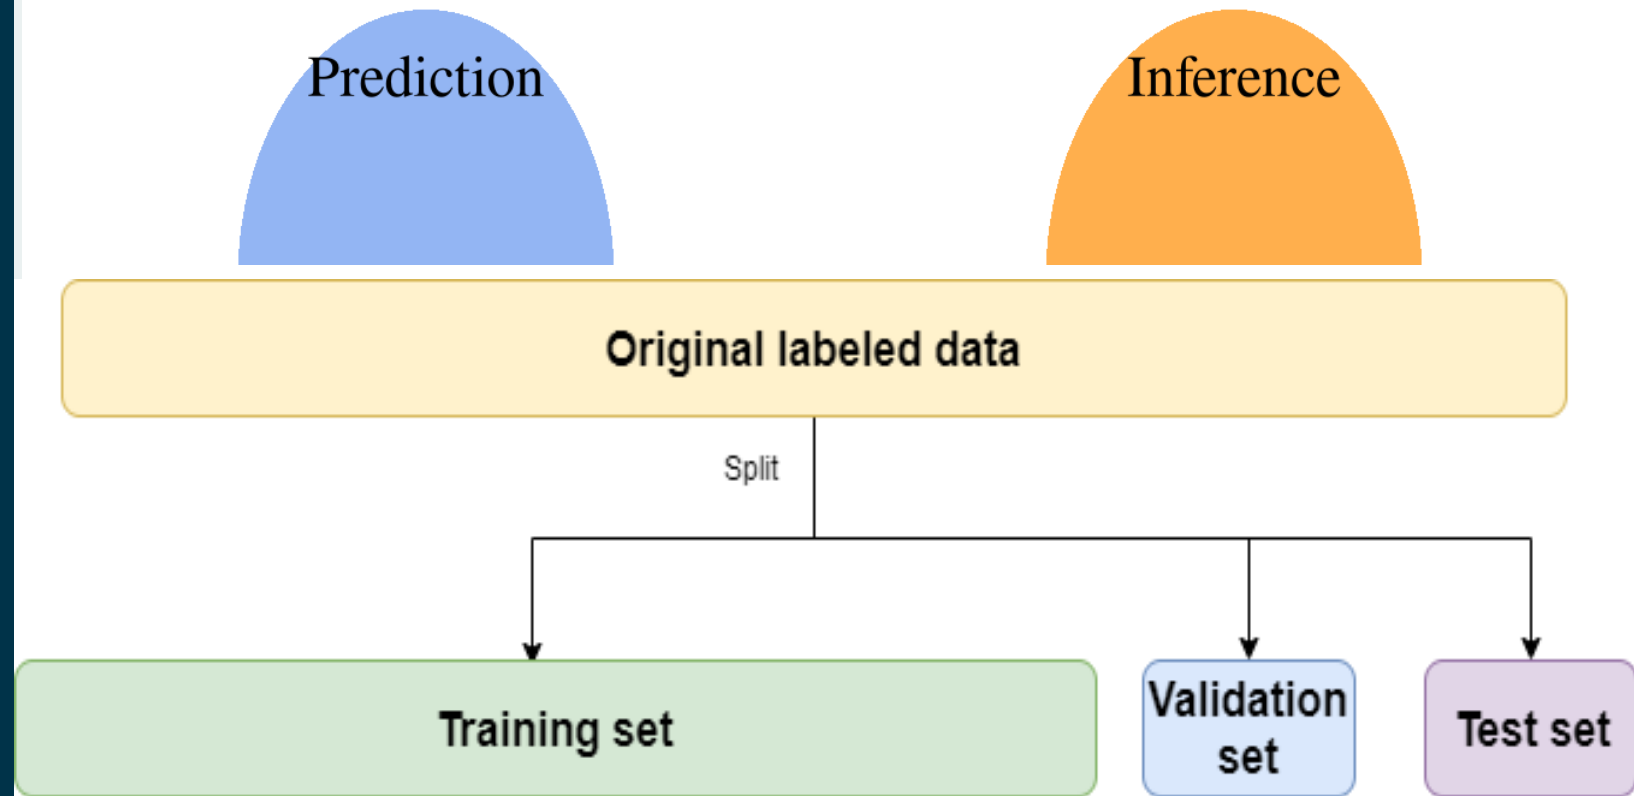 Prediction
Inference
Original labeled data
Split
Training set
Validation
set
Test set